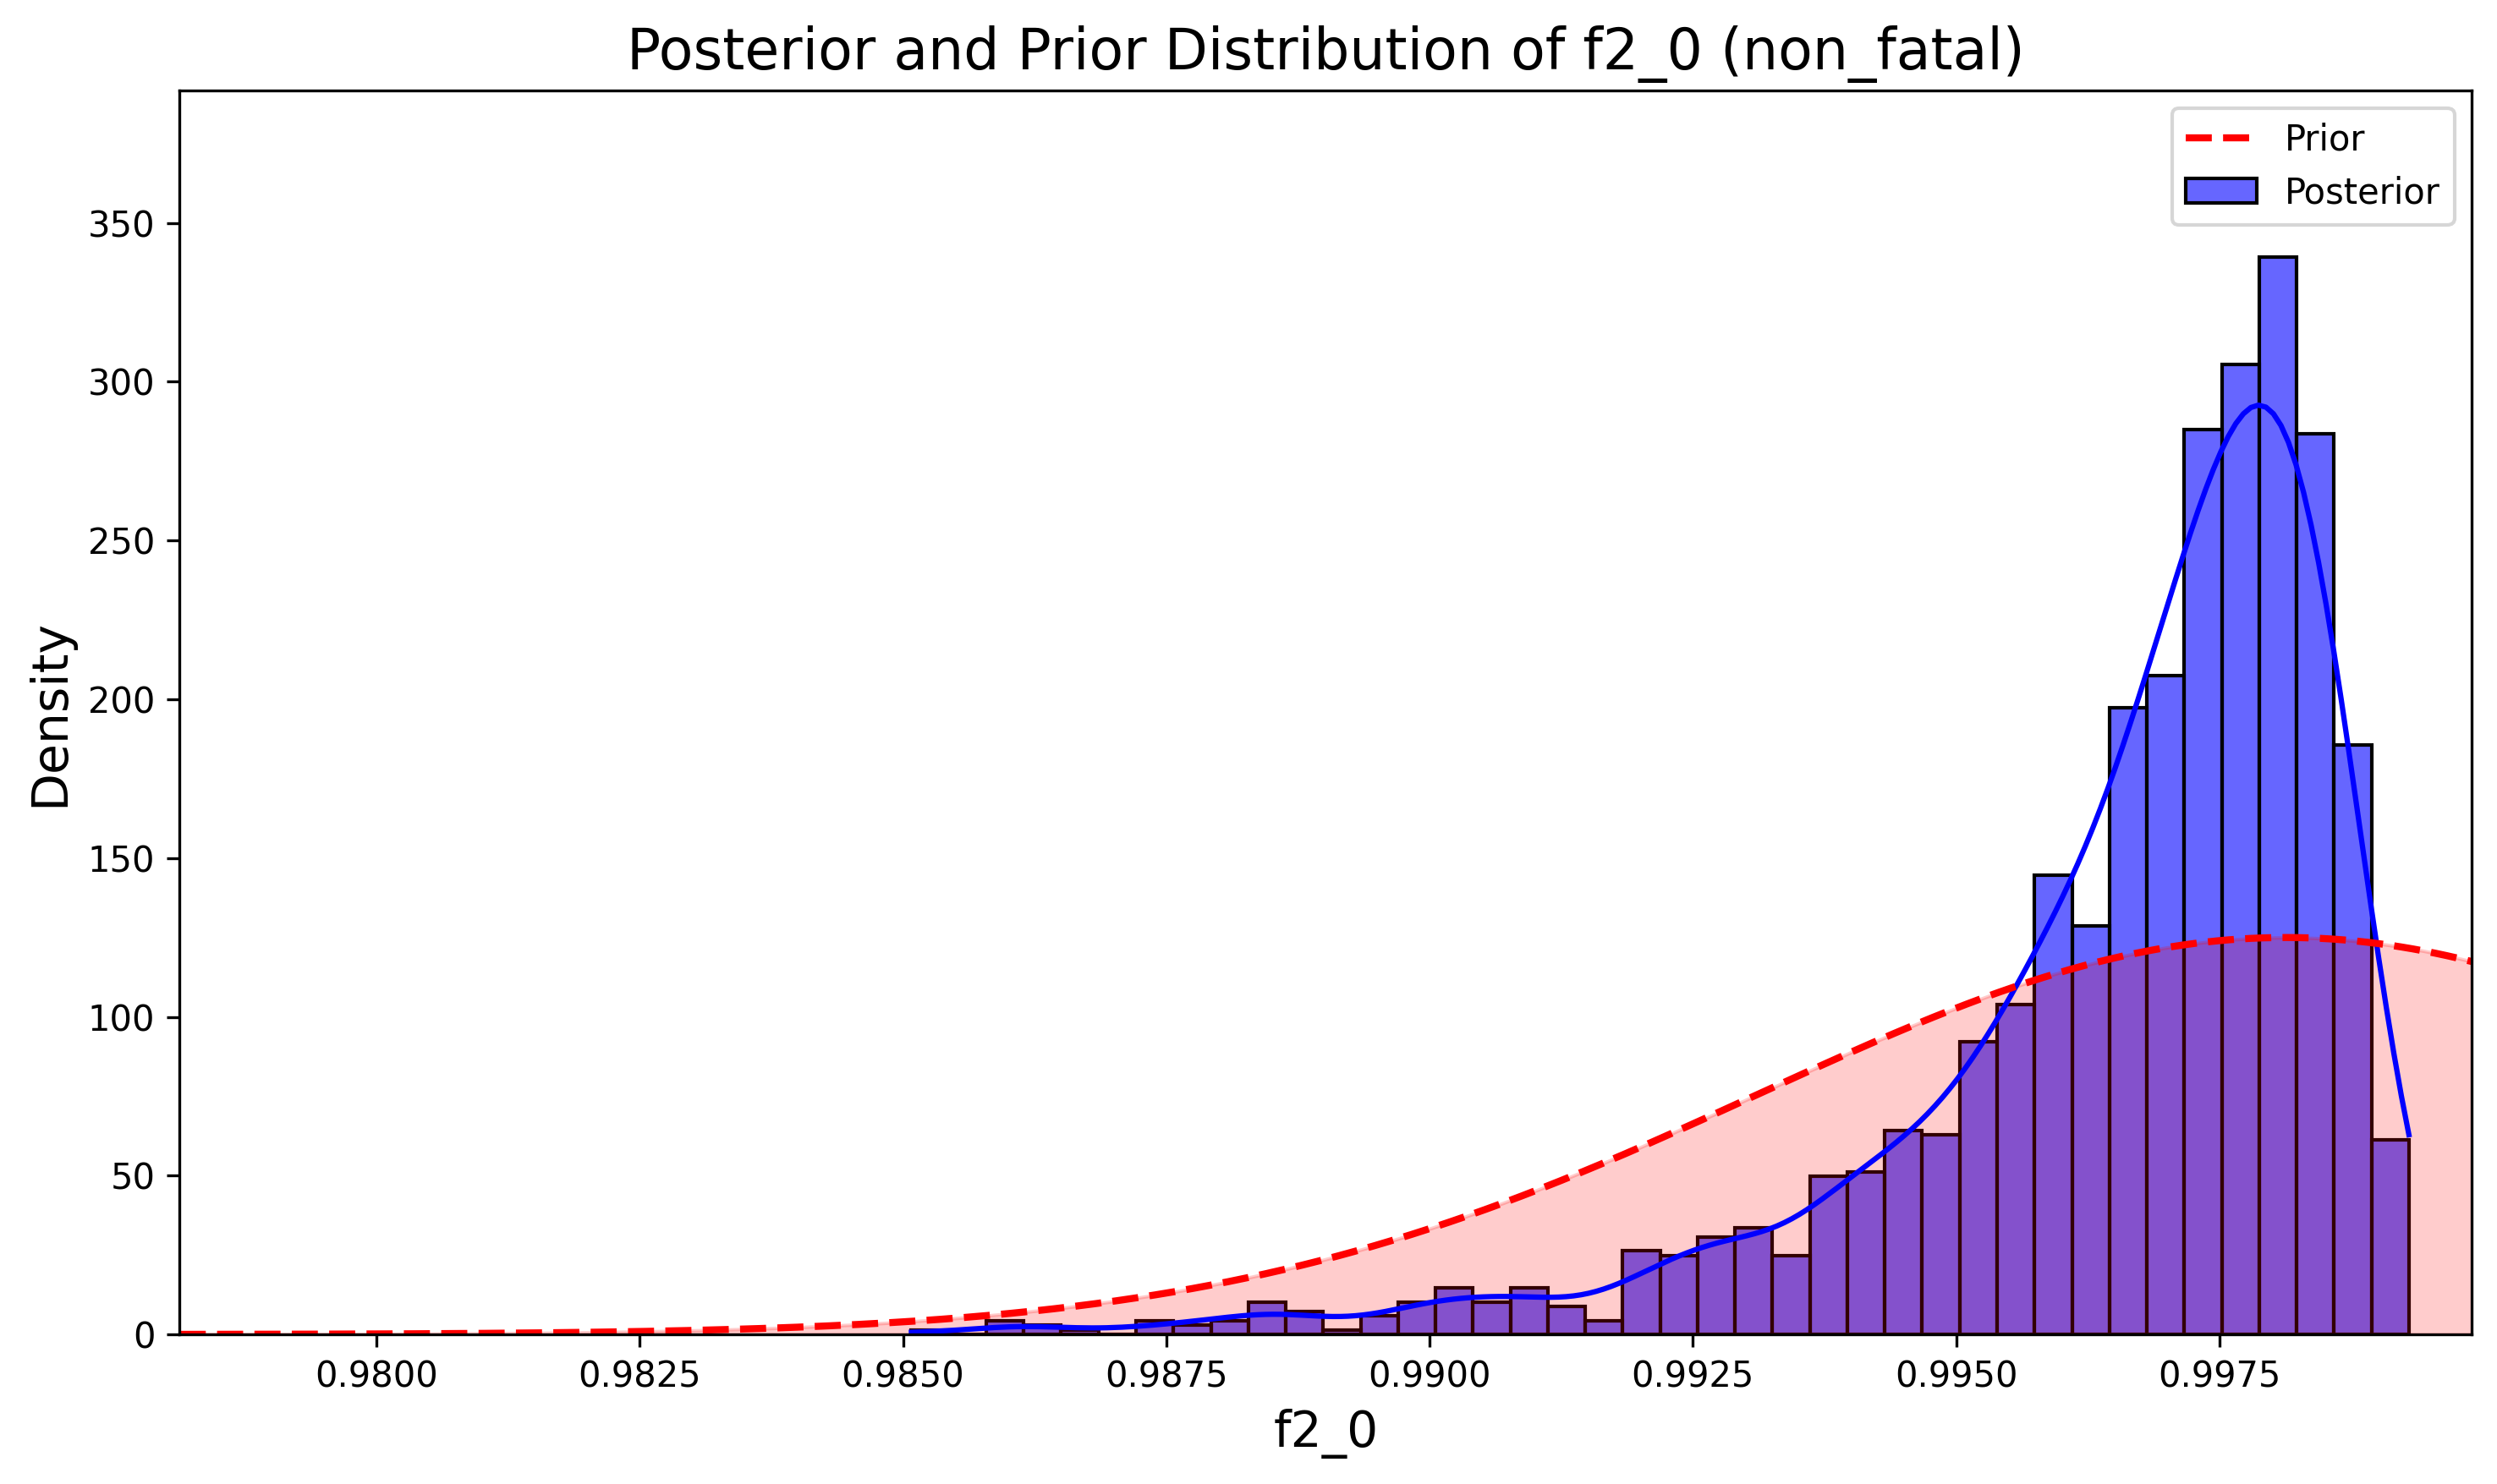 Posterior and Prior Distribution of f2_0 (non_fatal)
Prior
Posterior
350
300
250
200
150
100
50
0
Density
0.9800 0.9825 0.9850 0.9875 0.9900 0.9925 0.9950 0.9975
f2_0